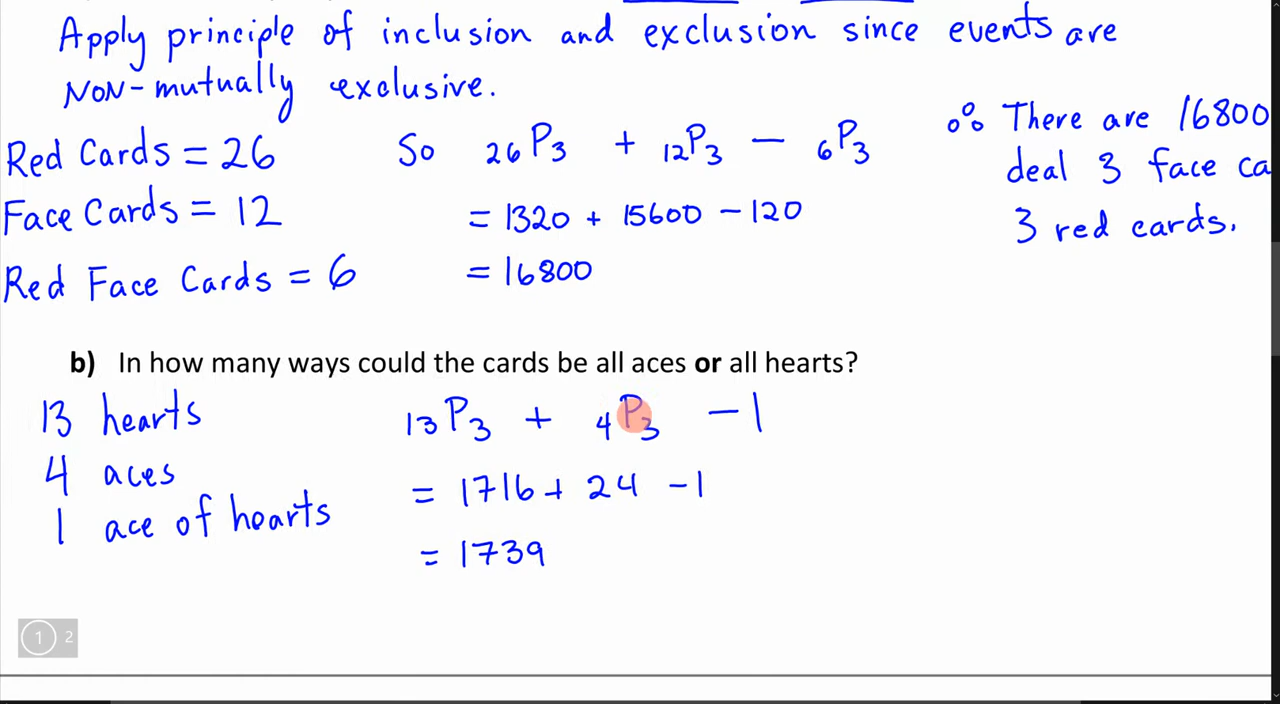 Apply principle of inclusion and exclusion since events are
NON-mutually exclusive.
Red Cards = 26
Face Cards = 12
Red Face Cards = 6
So 26P3 + 12P3 - 6P3
= 1320 + 15600 - 120
= 16800
There are 16800
deal 3 face ca
3 red cards.
b) In how many ways could the cards be all aces or all hearts?
13 hearts
4 aces
1 ace of hearts
13P3 + 4P3 - 1
= 1716 + 24 - 1
= 1739
1 2